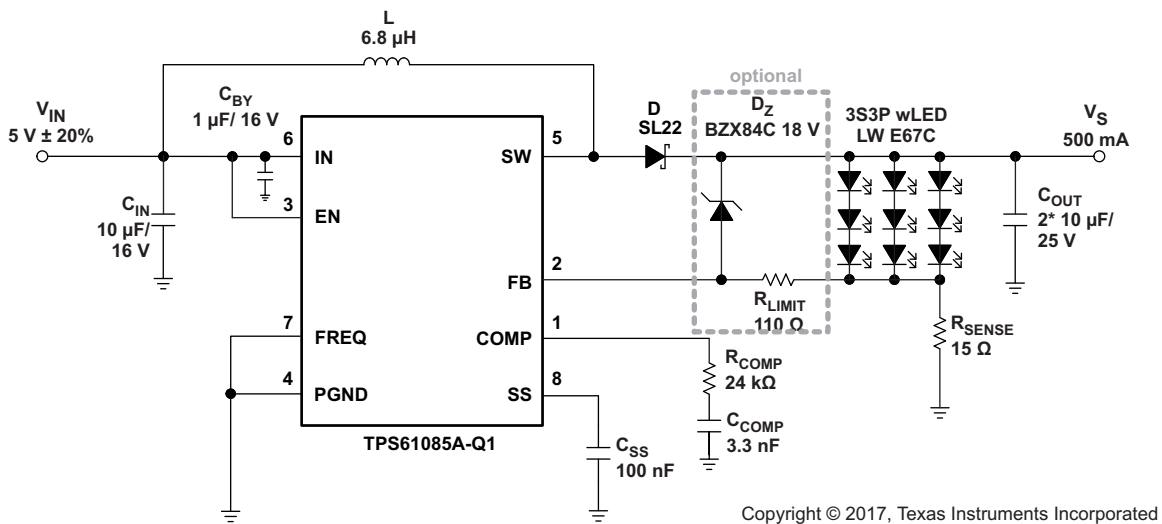 L
6.8 µH
optional
V_IN
5 V ± 20%
C_BY
1 µF/ 16 V
D
SL22
D_Z
BZX84C 18 V
3S3P wLED
LW E67C
V_S
500 mA
6
IN
SW
5
3
EN
C_IN
10 µF/
16 V
C_OUT
2* 10 µF/
25 V
FB
2
R_LIMIT
110 Ω
7
FREQ
COMP
1
R_SENSE
15 Ω
R_COMP
24 kΩ
4
PGND
SS
8
C_COMP
3.3 nF
TPS61085A-Q1
C_SS
100 nF
Copyright © 2017, Texas Instruments Incorporated